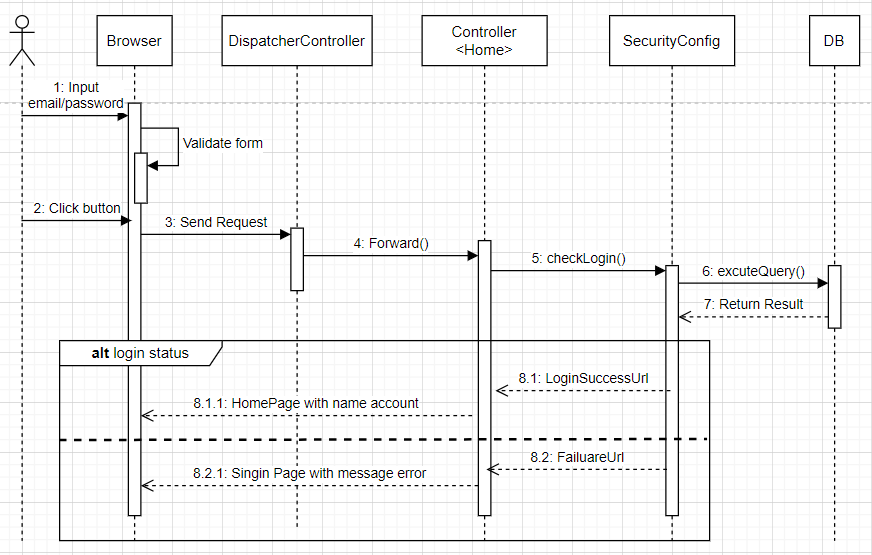 Browser
DispatcherController
Controller
<Home>
SecurityConfig
DB
1: Input
email/password
Validate form
2: Click button
3: Send Request
4: Forward()
5: checkLogin()
6: excuteQuery()
7: Return Result
alt login status
8.1: LoginSuccessUrl
8.1.1: HomePage with name account
8.2: FailuareUrl
8.2.1: Singin Page with message error